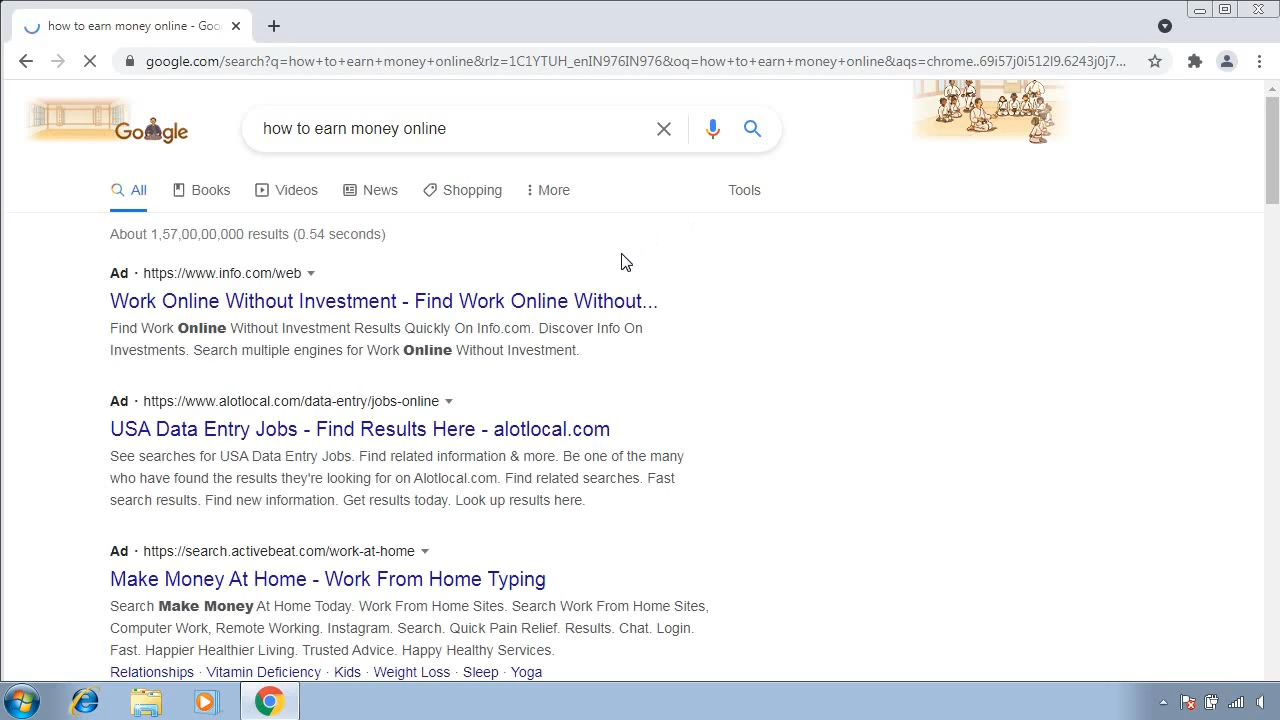 how to earn money online - Goo
google.com/search?q=how+to+earn+money+online&rlz=1C1YTUH_enIN976IN976&oq=how+to+earn+money+online&aqs=chrome..69i57j0i512l9.6243j0j7...
Google
how to earn money online
All Books Videos News Shopping More Tools
About 1,57,00,00,000 results (0.54 seconds)
Ad · https://www.info.com/web
Work Online Without Investment - Find Work Online Without...
Find Work Online Without Investment Results Quickly On Info.com. Discover Info On
Investments. Search multiple engines for Work Online Without Investment.
Ad · https://www.alotlocal.com/data-entry/jobs-online
USA Data Entry Jobs - Find Results Here - alotlocal.com
See searches for USA Data Entry Jobs. Find related information & more. Be one of the many
who have found the results they're looking for on Alotlocal.com. Find related searches. Fast
search results. Find new information. Get results today. Look up results here.
Ad · https://search.activebeat.com/work-at-home
Make Money At Home - Work From Home Typing
Search Make Money At Home Today. Work From Home Sites. Search Work From Home Sites,
Computer Work, Remote Working. Instagram. Search. Quick Pain Relief. Results. Chat. Login.
Fast. Happier Healthier Living. Trusted Advice. Happy Healthy Services.
Relationships · Vitamin Deficiency · Kids · Weight Loss · Sleep · Yoga